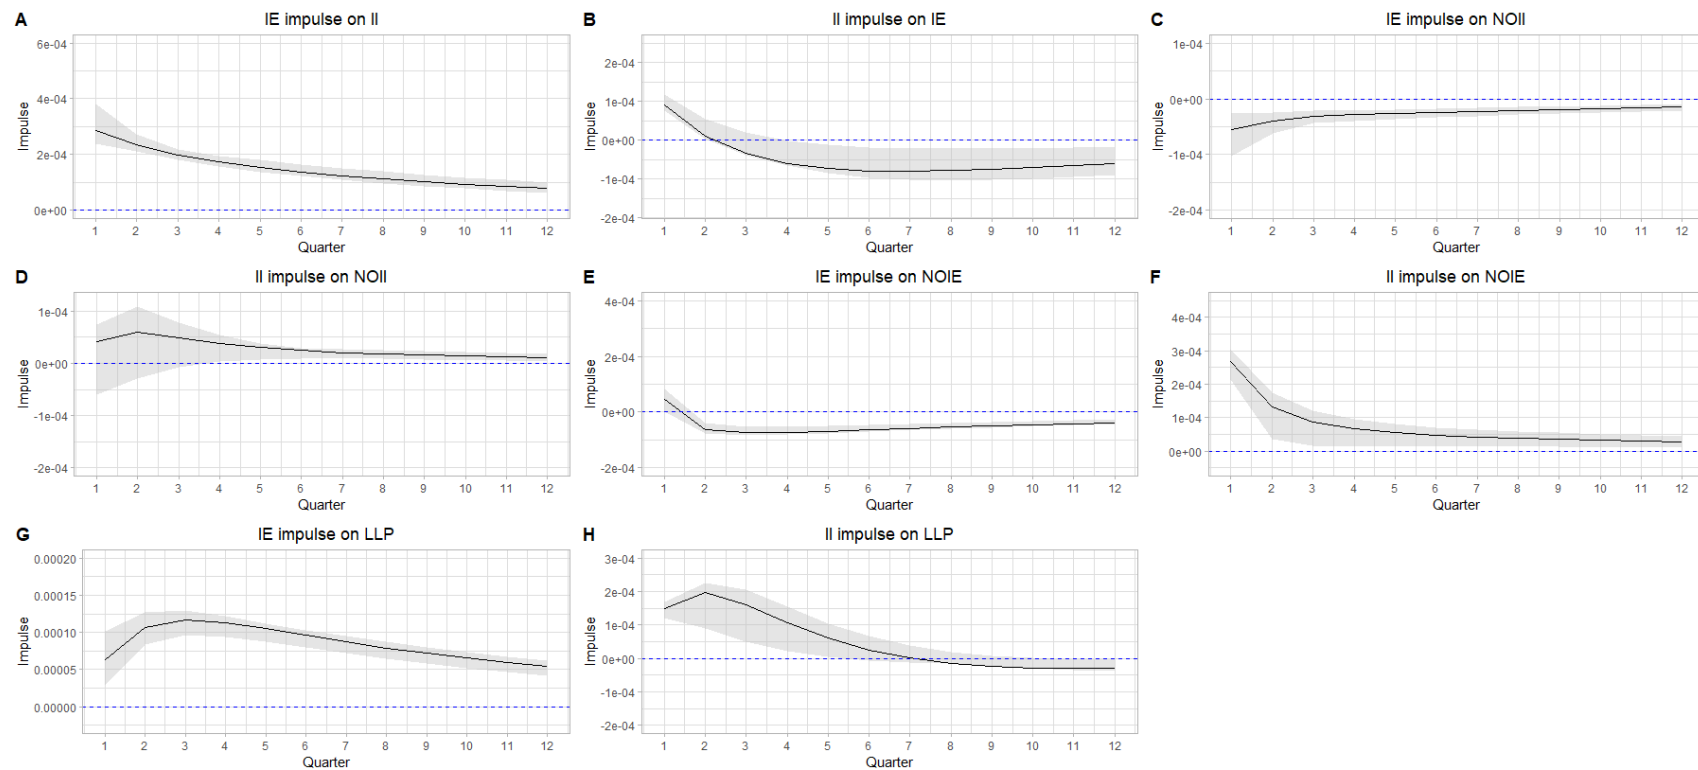 A IE impulse on II
6e-04
4e-04
2e-04
0e+00
Impulse
1 2 3 4 5 6 7 8 9 10 11 12
Quarter
B II impulse on IE
2e-04
1e-04
0e+00
-1e-04
-2e-04
Impulse
1 2 3 4 5 6 7 8 9 10 11 12
Quarter
C IE impulse on NOII
1e-04
0e+00
-1e-04
-2e-04
Impulse
1 2 3 4 5 6 7 8 9 10 11 12
Quarter
D II impulse on NOII
1e-04
0e+00
-1e-04
-2e-04
Impulse
1 2 3 4 5 6 7 8 9 10 11 12
Quarter
E IE impulse on NOIE
4e-04
2e-04
0e+00
-2e-04
Impulse
1 2 3 4 5 6 7 8 9 10 11 12
Quarter
F II impulse on NOIE
4e-04
3e-04
2e-04
1e-04
0e+00
Impulse
1 2 3 4 5 6 7 8 9 10 11 12
Quarter
G IE impulse on LLP
0.00020
0.00015
0.00010
0.00005
0.00000
Impulse
1 2 3 4 5 6 7 8 9 10 11 12
Quarter
H II impulse on LLP
3e-04
2e-04
1e-04
0e+00
-1e-04
-2e-04
Impulse
1 2 3 4 5 6 7 8 9 10 11 12
Quarter